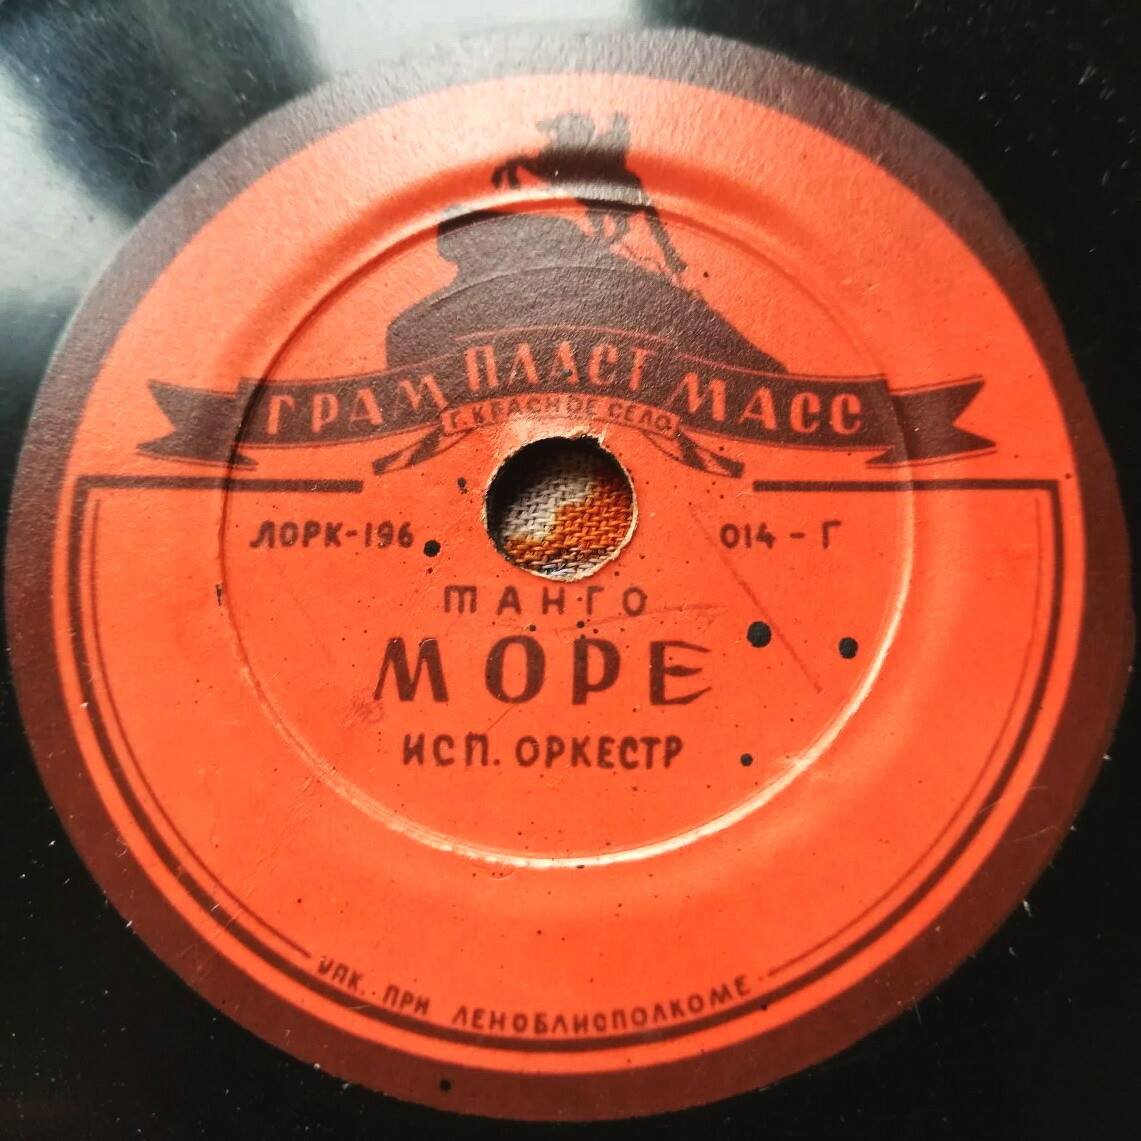 ГРАМ ПЛАСТ МАСС
Г. КРАСНОЕ СЕЛО
ЛОРК-196
014 - Г
ТАНГО
МОРЕ
ИСП. ОРКЕСТР
УПК. ПРИ ЛЕНОБЛИСПОЛКОМЕ